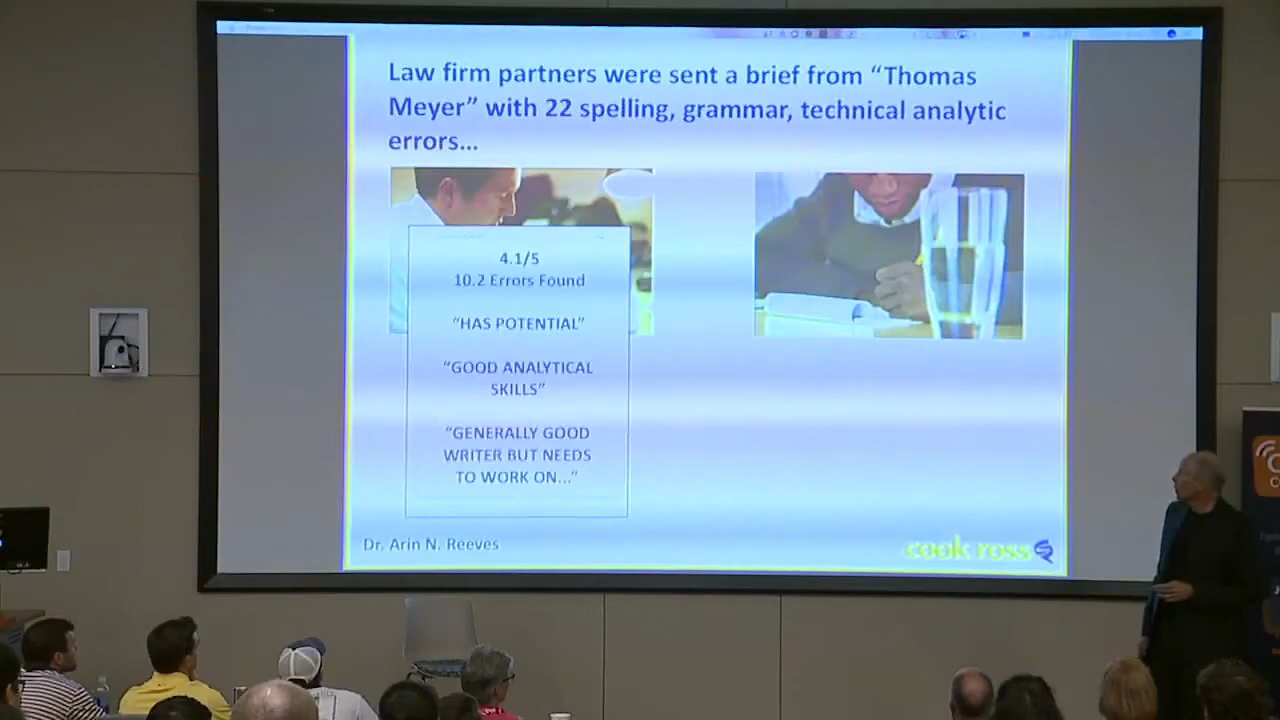 Law firm partners were sent a brief from “Thomas
Meyer” with 22 spelling, grammar, technical analytic
errors…
4.1/5
10.2 Errors Found
“HAS POTENTIAL”
“GOOD ANALYTICAL
SKILLS”
“GENERALLY GOOD
WRITER BUT NEEDS
TO WORK ON…”
Dr. Arin N. Reeves
cook ross